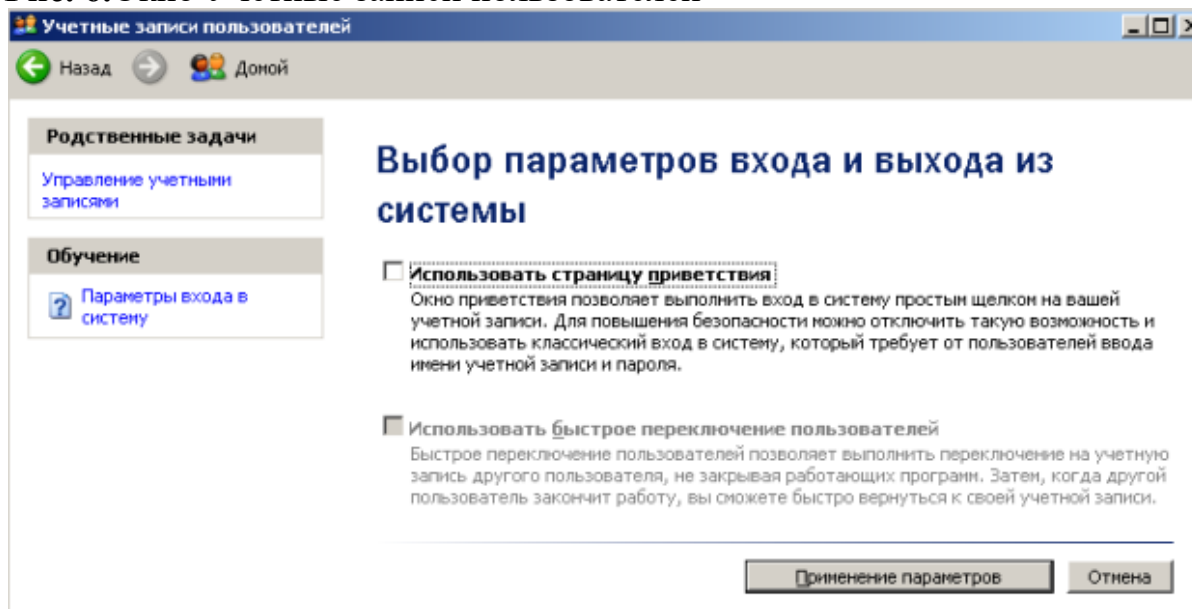 Учетные записи пользователей
Назад Домой
Родственные задачи
Управление учетными
записями
Обучение
Параметры входа в
систему
Выбор параметров входа и выхода из
системы
Использовать страницу приветствия
Окно приветствия позволяет выполнить вход в систему простым щелчком на вашей
учетной записи. Для повышения безопасности можно отключить такую возможность и
использовать классический вход в систему, который требует от пользователей ввода
имени учетной записи и пароля.
Использовать быстрое переключение пользователей
Быстрое переключение пользователей позволяет выполнить переключение на учетную
запись другого пользователя, не закрывая работающих программ. Затем, когда другой
пользователь закончит работу, вы сможете быстро вернуться к своей учетной записи.
Применение параметров Отмена